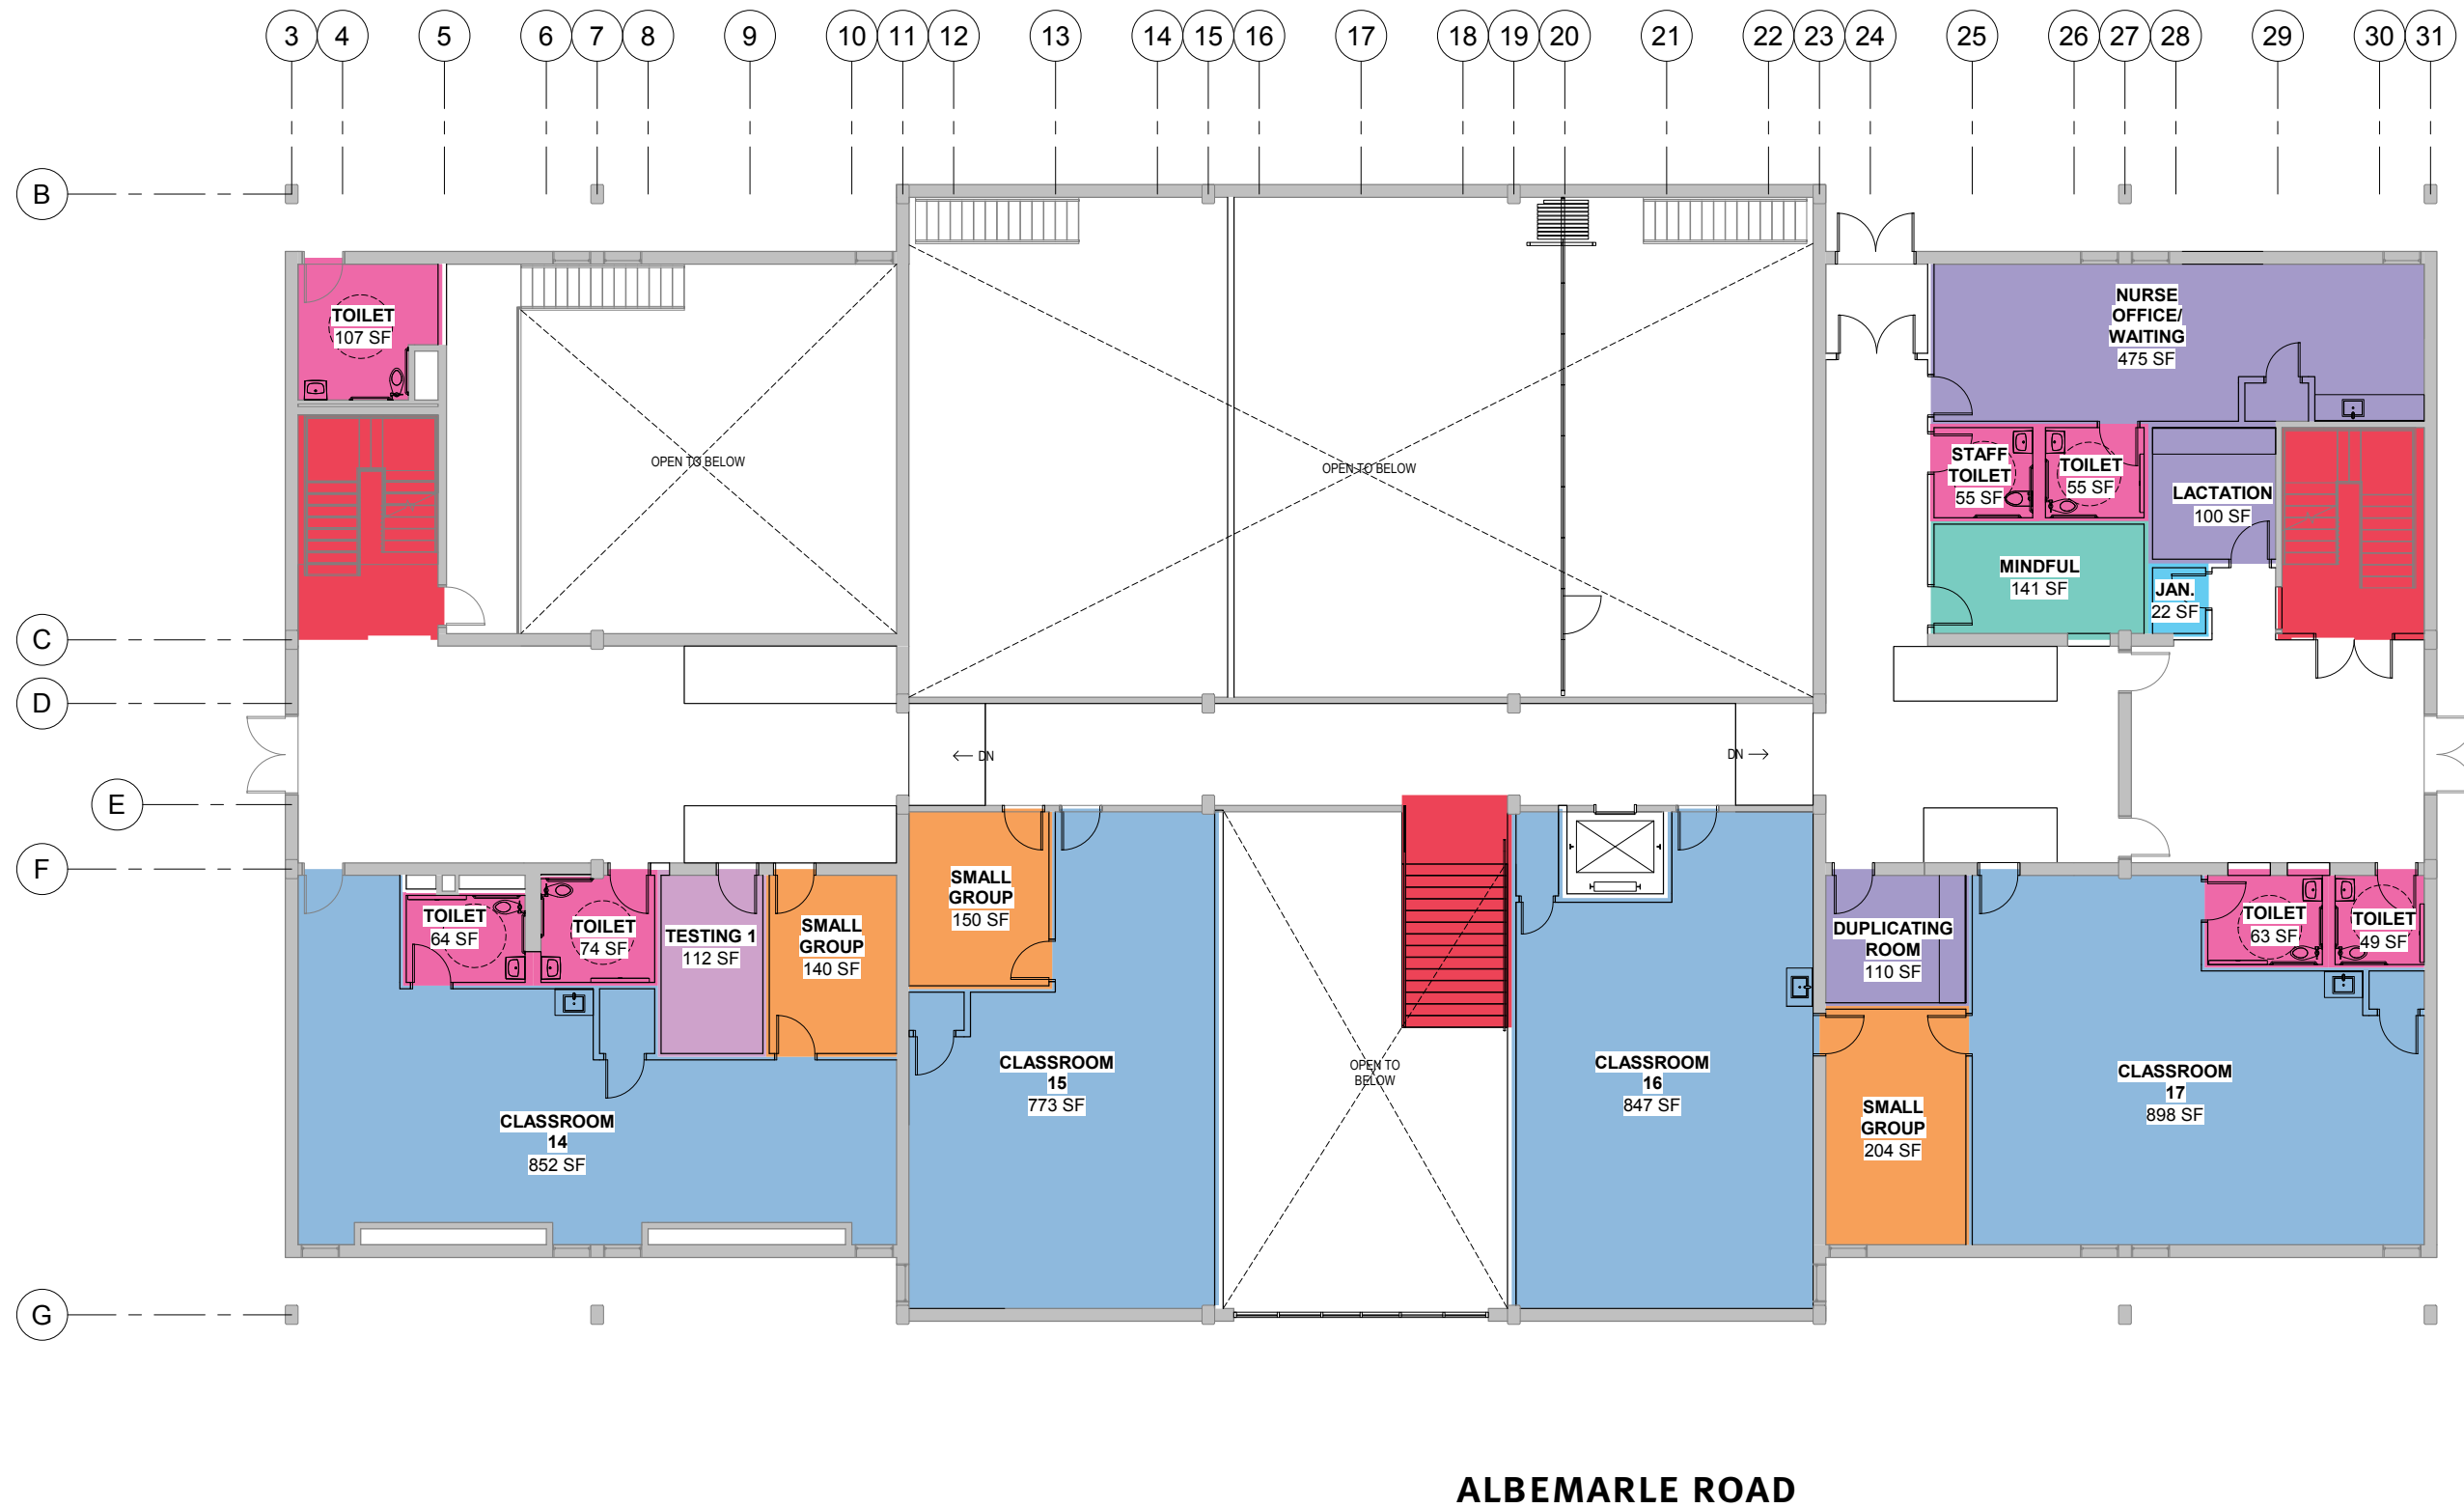 3 4 5 6 7 8 9 10 11 12 13 14 15 16 17 18 19 20 21 22 23 24 25 26 27 28 29 30 31
B
C
D
E
F
G
TOILET
107 SF
OPEN TO BELOW
OPEN TO BELOW
NURSE
OFFICE/
WAITING
475 SF
STAFF
TOILET
55 SF
TOILET
55 SF
LACTATION
100 SF
MINDFUL
141 SF
JAN.
22 SF
DN
DN
TOILET
64 SF
TOILET
74 SF
TESTING 1
112 SF
SMALL
GROUP
140 SF
SMALL
GROUP
150 SF
CLASSROOM
14
852 SF
CLASSROOM
15
773 SF
OPEN TO
BELOW
CLASSROOM
16
847 SF
DUPLICATING
ROOM
110 SF
SMALL
GROUP
204 SF
TOILET
63 SF
TOILET
49 SF
CLASSROOM
17
898 SF
ALBEMARLE ROAD